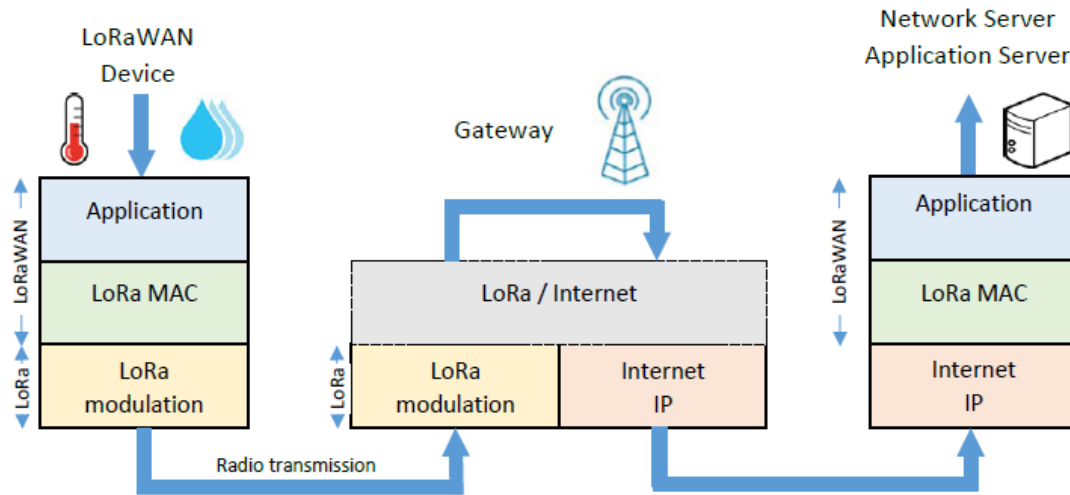 LoRaWAN
Device
Network Server
Application Server
Gateway
LoRaWAN
Application
LoRa MAC
LoRa
LoRa
modulation
Radio transmission
LoRa / Internet
LoRa
LoRa
modulation
Internet
IP
LoRaWAN
Application
LoRa MAC
Internet
IP